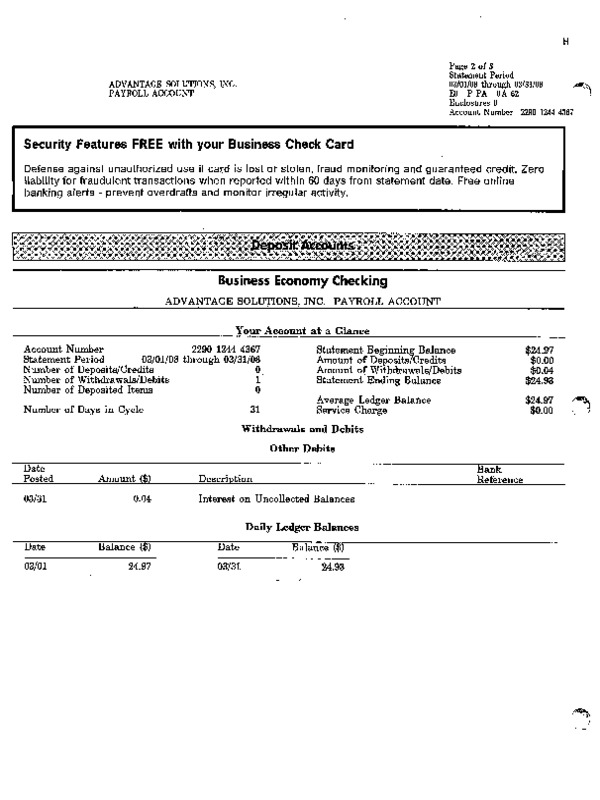 H
Page 2 of 3
Statement Period
03/01/08 through 03/31/08
E0 P PA 0A 62
Enclosures 0
Account Number 2290 1244 4367
ADVANTAGE SOLUTIONS, INC.
PAYROLL ACCOUNT
Security Features FREE with your Business Check Card
Defense against unauthorized use if card is lost or stolen, fraud monitoring and guaranteed credit. Zero
liability for fraudulent transactions when reported within 60 days from statement date. Free online
banking alerts - prevent overdrafts and monitor irregular activity.
Deposit Accounts
Business Economy Checking
ADVANTAGE SOLUTIONS, INC. PAYROLL ACCOUNT
Your Account at a Glance
Account Number 2290 1244 4367 Statement Beginning Balance $24.97
Statement Period 03/01/08 through 03/31/08 Amount of Deposits/Credits $0.00
Number of Deposits/Credits 0 Amount of Withdrawals/Debits $0.04
Number of Withdrawals/Debits 1 Statement Ending Balance $24.93
Number of Deposited Items 0
Average Ledger Balance $24.97
Number of Days in Cycle 31 Service Charge $0.00
Withdrawals and Debits
Other Debits
Date Bank
Posted Amount ($) Description Reference
03/31 0.04 Interest on Uncollected Balances
Daily Ledger Balances
Date Balance ($) Date Balance ($)
03/01 24.97 03/31 24.93